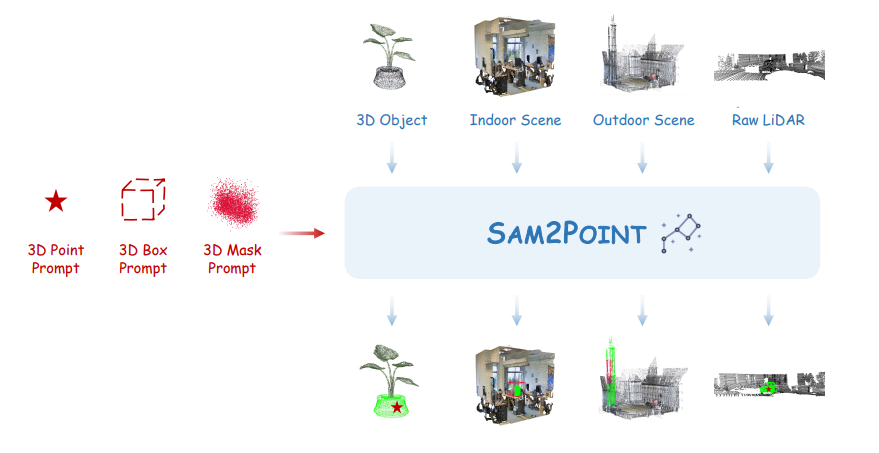 3D Object
Indoor Scene
Outdoor Scene
Raw LiDAR
SAM2POINT
3D Point
Prompt
3D Box
Prompt
3D Mask
Prompt